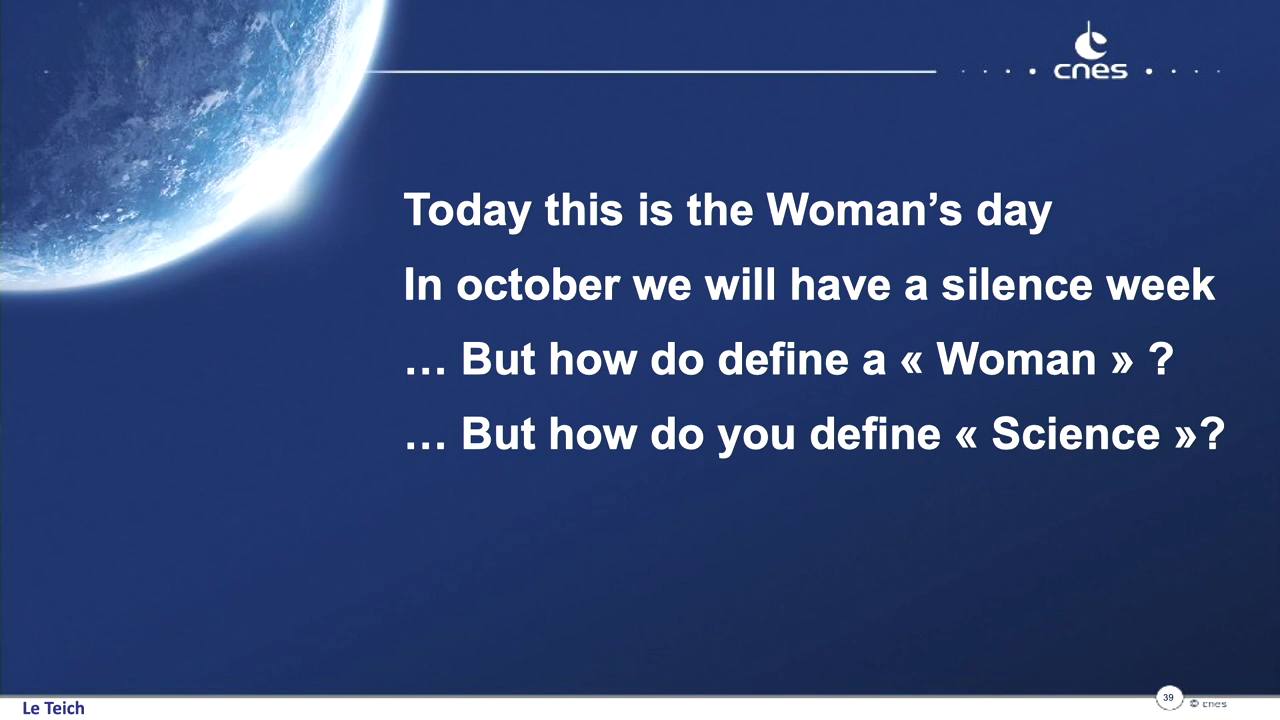 cnes
Today this is the Woman’s day
In october we will have a silence week
… But how do define a « Woman » ?
… But how do you define « Science »?
Le Teich
39
© cnes